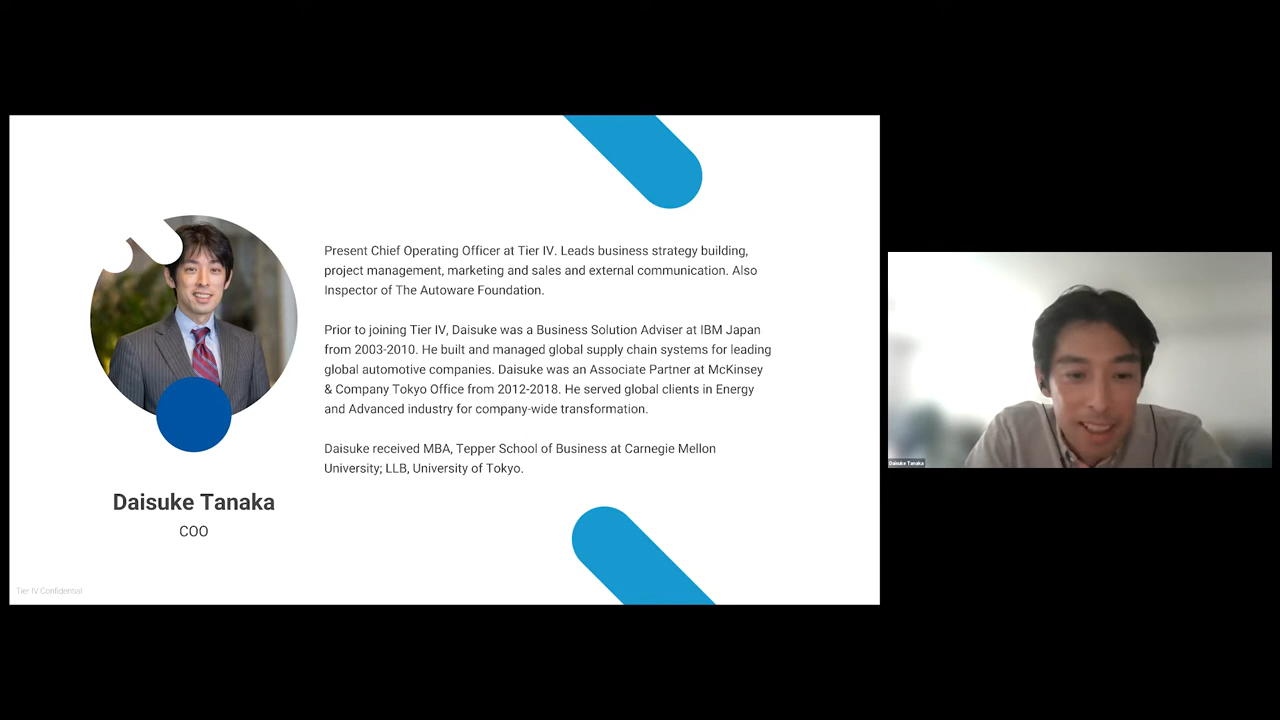 Present Chief Operating Officer at Tier IV. Leads business strategy building,
project management, marketing and sales and external communication. Also
Inspector of The Autoware Foundation.
Prior to joining Tier IV, Daisuke was a Business Solution Adviser at IBM Japan
from 2003-2010. He built and managed global supply chain systems for leading
global automotive companies. Daisuke was an Associate Partner at McKinsey
& Company Tokyo Office from 2012-2018. He served global clients in Energy
and Advanced industry for company-wide transformation.
Daisuke received MBA, Tepper School of Business at Carnegie Mellon
University; LLB, University of Tokyo.
Daisuke Tanaka
COO
Tier IV Confidential
Daisuke Tanaka